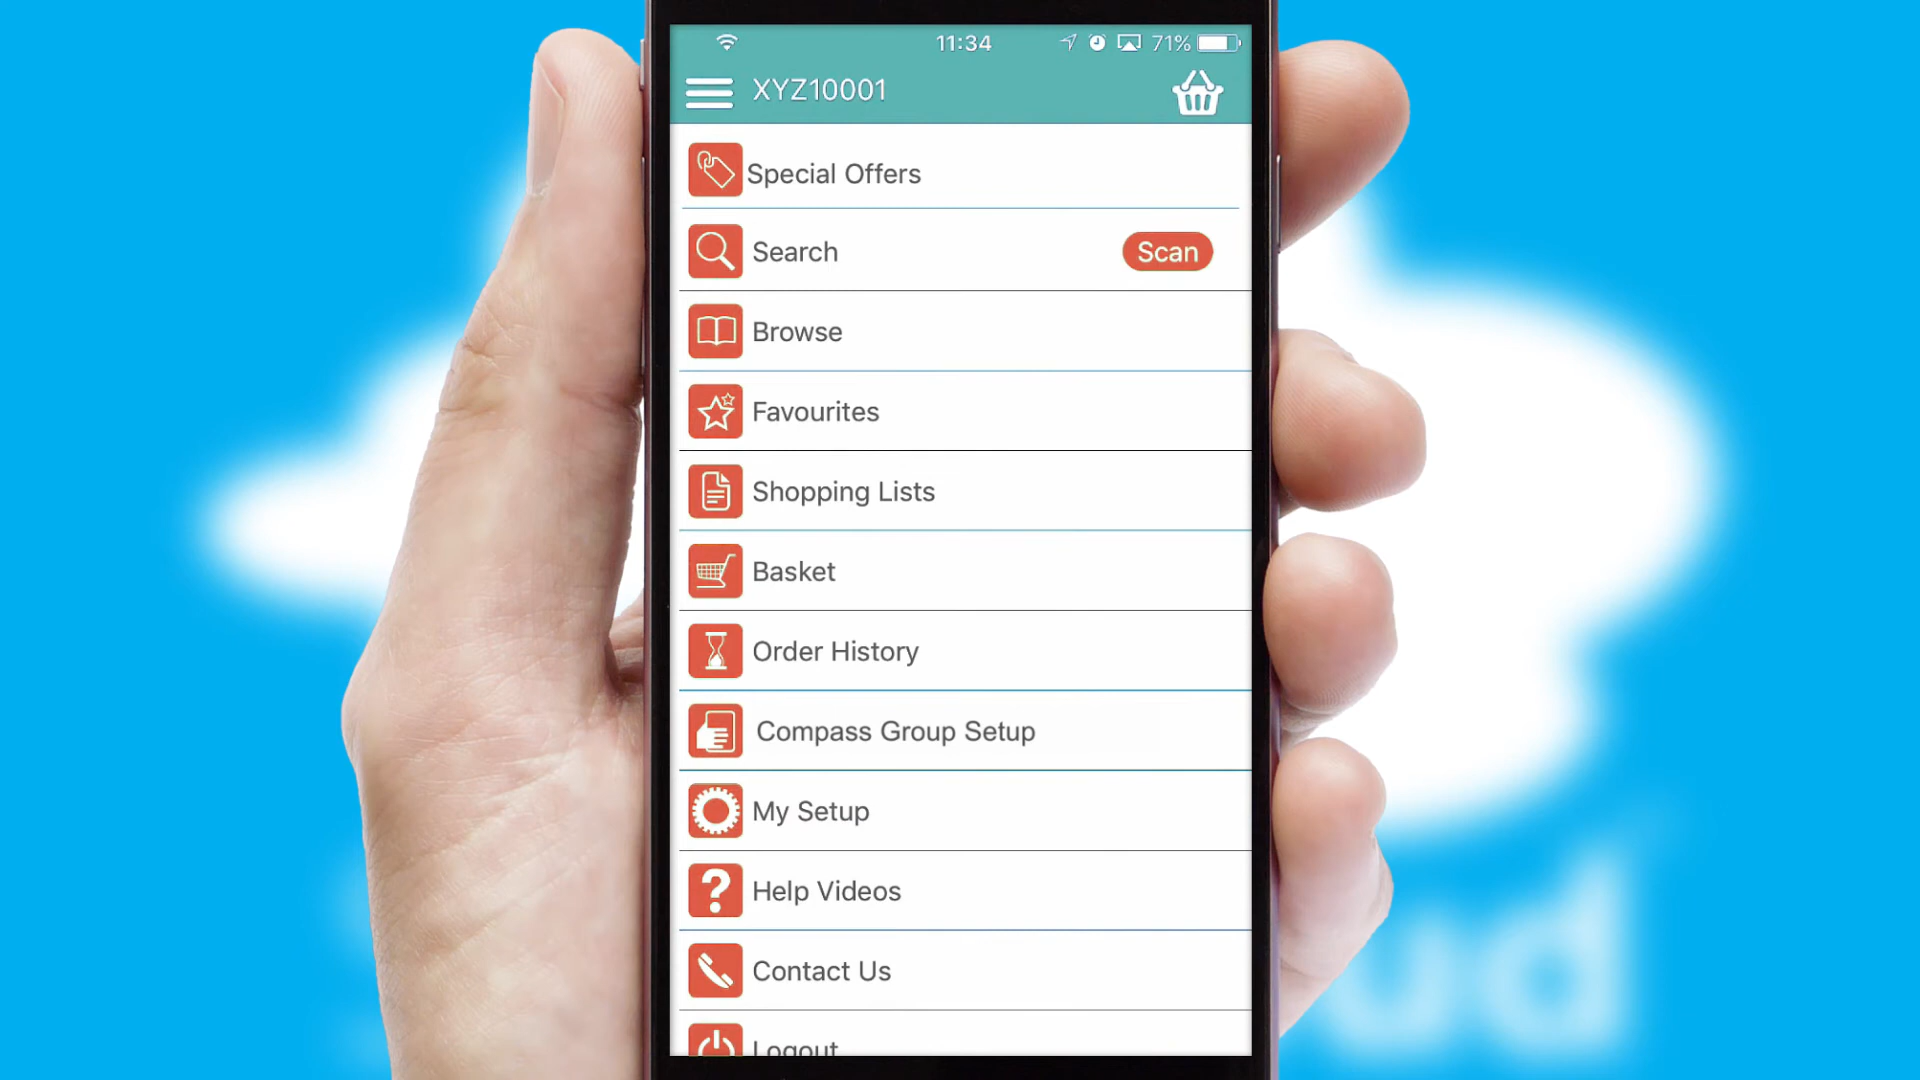 11:34 71%
XYZ10001
Special Offers
Search Scan
Browse
Favourites
Shopping Lists
Basket
Order History
Compass Group Setup
My Setup
Help Videos
Contact Us
Logout